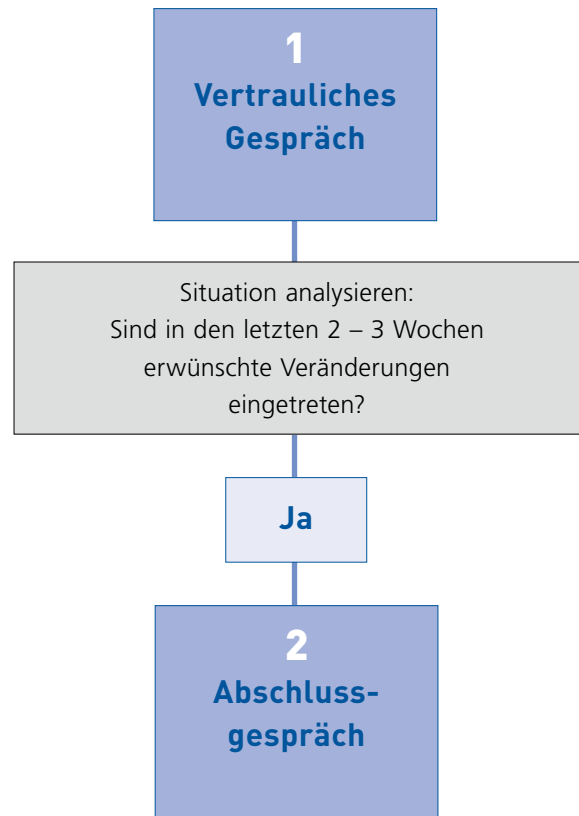 1
Vertrauliches
Gespräch
Situation analysieren:
Sind in den letzten 2 – 3 Wochen
erwünschte Veränderungen
eingetreten?
Ja
2
Abschluss-
gespräch